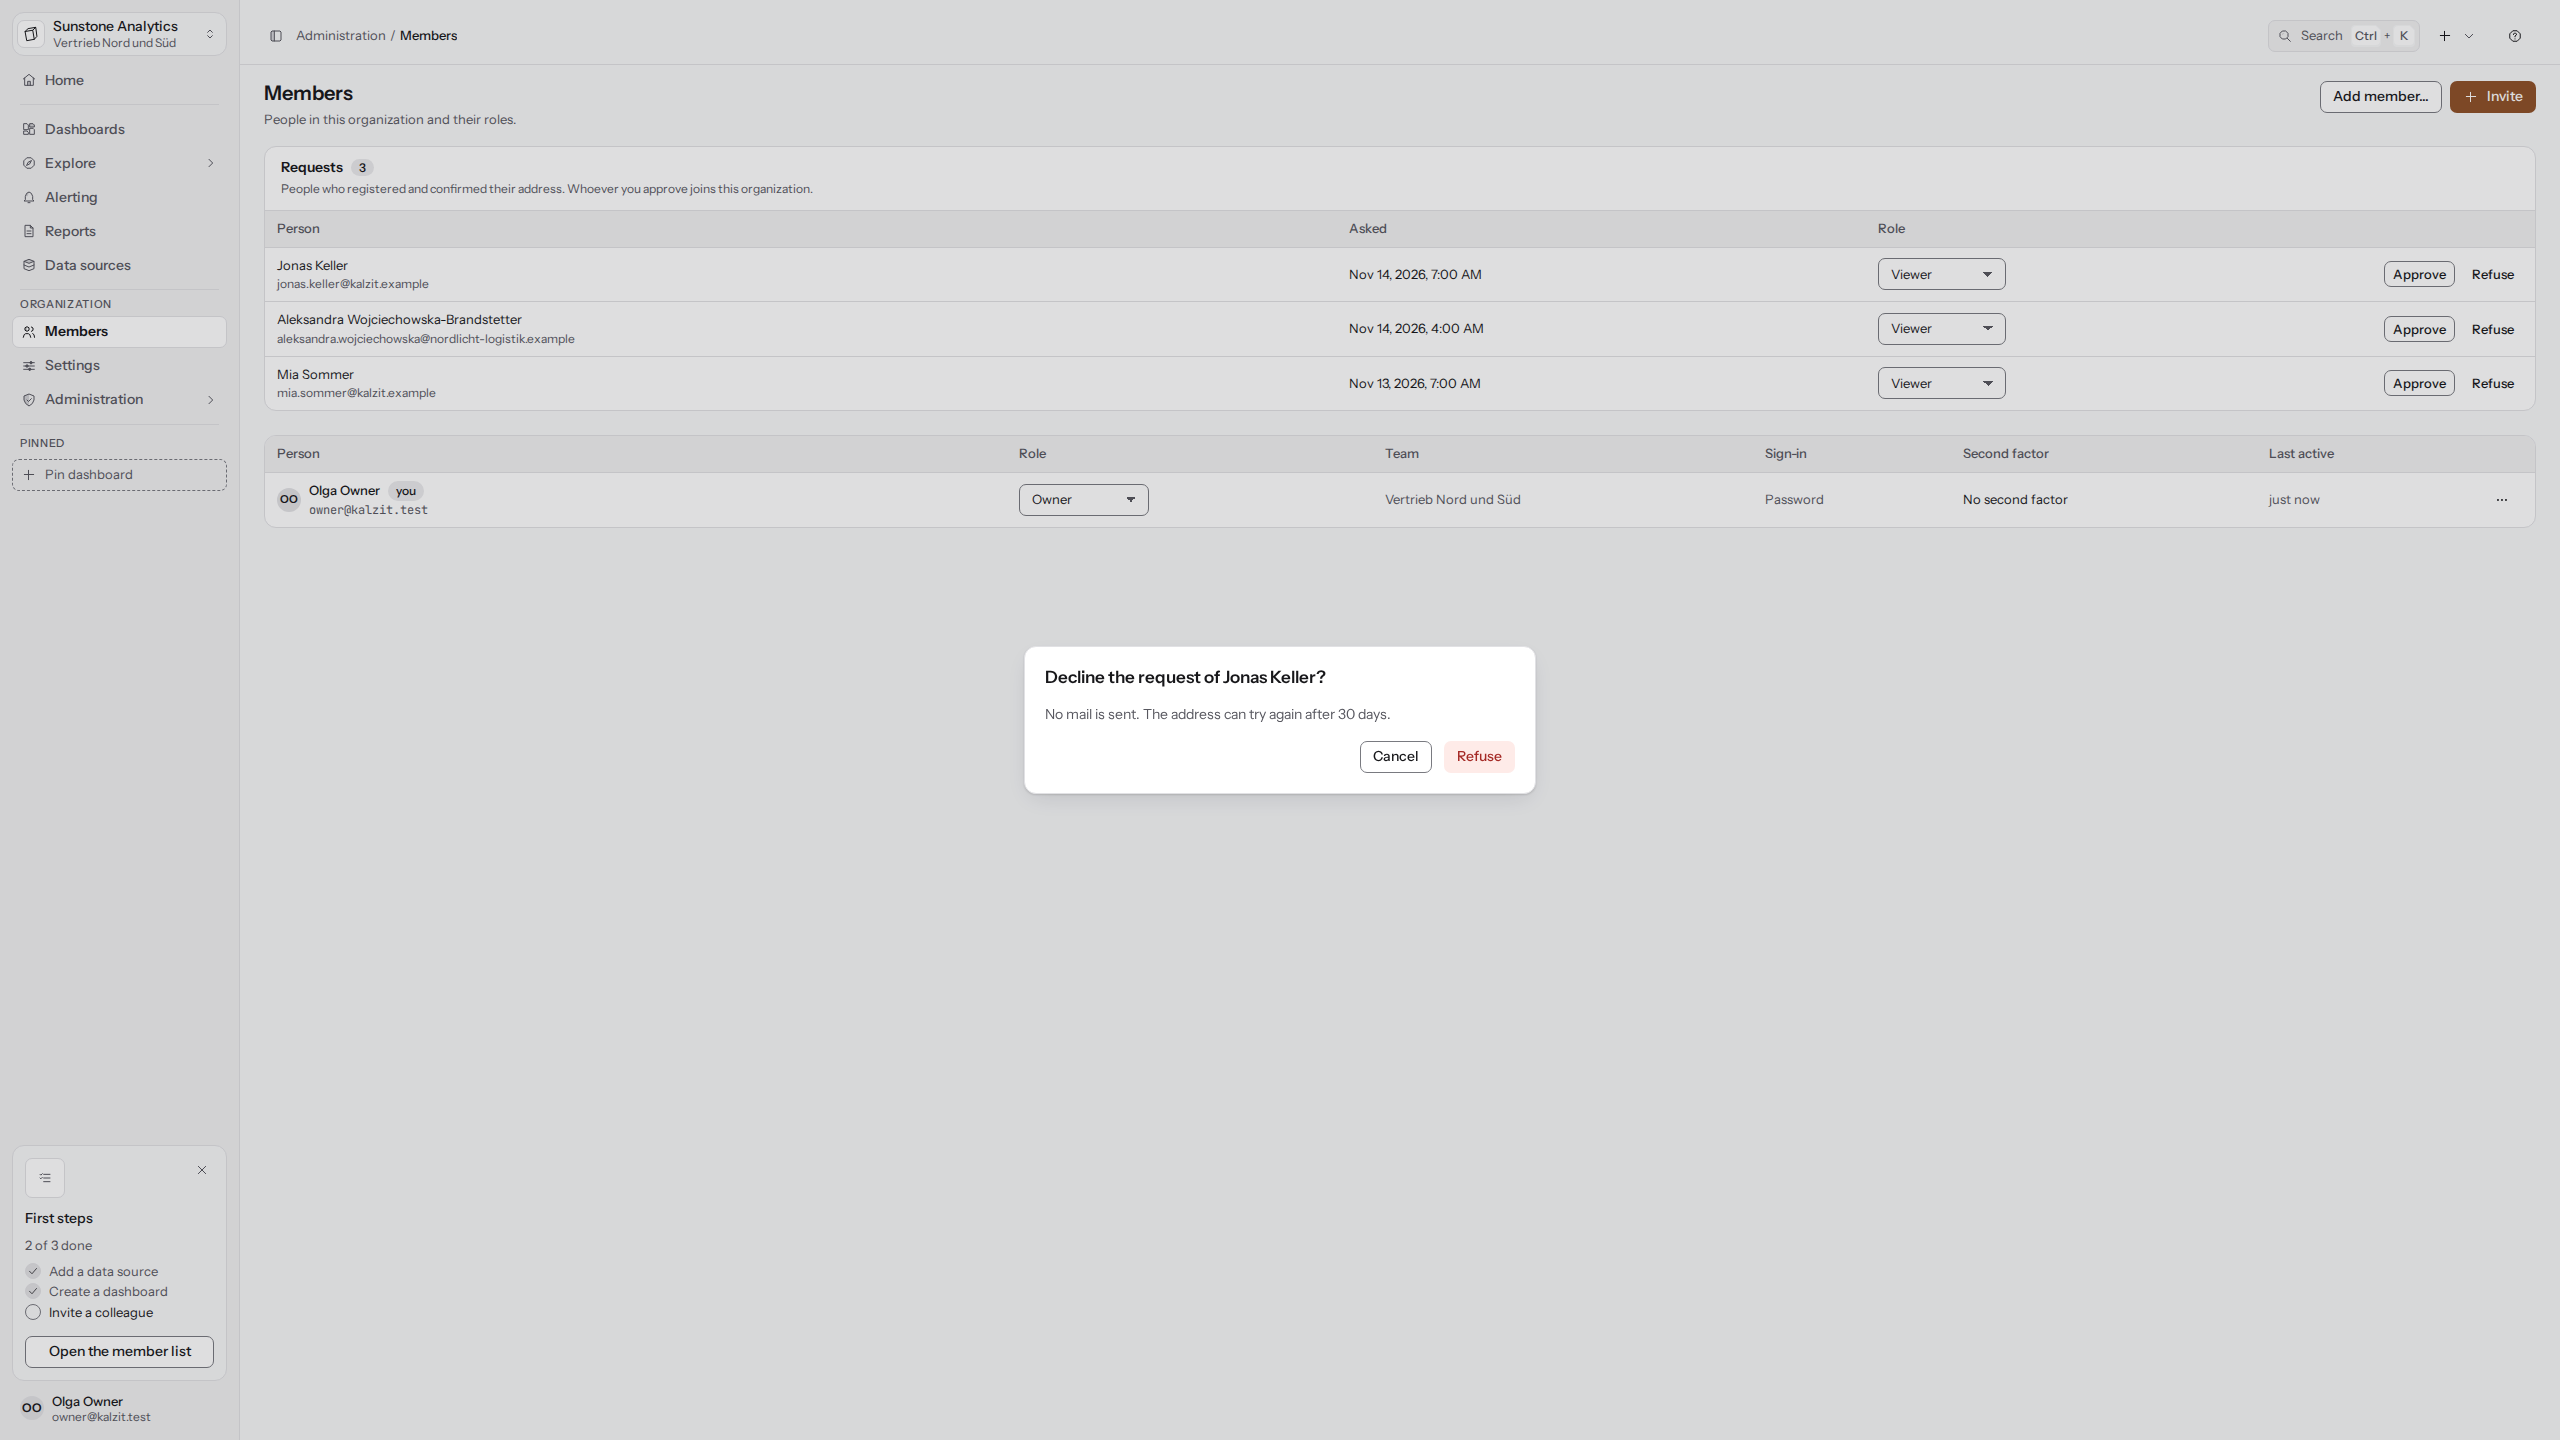 Sunstone Analytics
Vertrieb Nord und Süd
Home
Dashboards
Explore
Alerting
Reports
Data sources
ORGANIZATION
Members
Settings
Administration
PINNED
Pin dashboard
First steps
2 of 3 done
Add a data source
Create a dashboard
Invite a colleague
Open the member list
OO Olga Owner
owner@kalzit.test
Administration / Members
Search Ctrl + K
Members
People in this organization and their roles.
Add member...
Invite
Requests 3
People who registered and confirmed their address. Whoever you approve joins this organization.
Person Asked Role
Jonas Keller
jonas.keller@kalzit.example
Nov 14, 2026, 7:00 AM
Viewer
Approve Refuse
Aleksandra Wojciechowska-Brandstetter
aleksandra.wojciechowska@nordlicht-logistik.example
Nov 14, 2026, 4:00 AM
Viewer
Approve Refuse
Mia Sommer
mia.sommer@kalzit.example
Nov 13, 2026, 7:00 AM
Viewer
Approve Refuse
Person Role Team Sign-in Second factor Last active
OO Olga Owner you
owner@kalzit.test
Owner
Vertrieb Nord und Süd
Password
No second factor
just now
Decline the request of Jonas Keller?
No mail is sent. The address can try again after 30 days.
Cancel Refuse